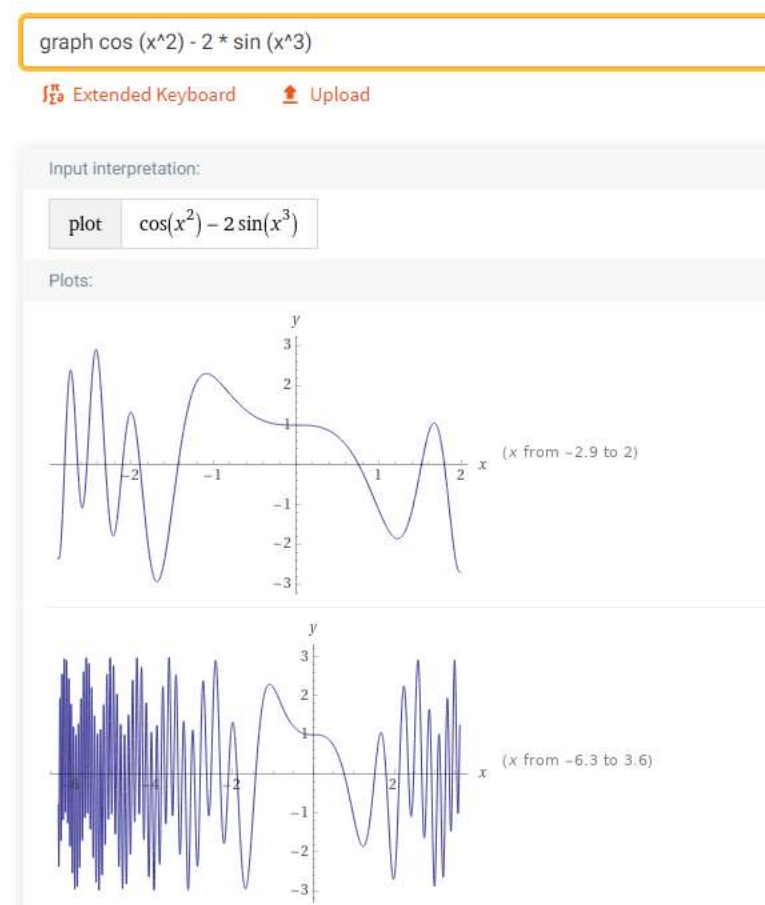 graph cos (x^2) - 2 * sin (x^3)
Extended Keyboard Upload
Input interpretation:
plot cos(x²) – 2 sin(x³)
Plots:
y
3
2
1
-2 -1 1 2 x (x from −2.9 to 2)
-1
-2
-3
y
3
2
1
-6 -4 -2 2 x (x from −6.3 to 3.6)
-1
-2
-3